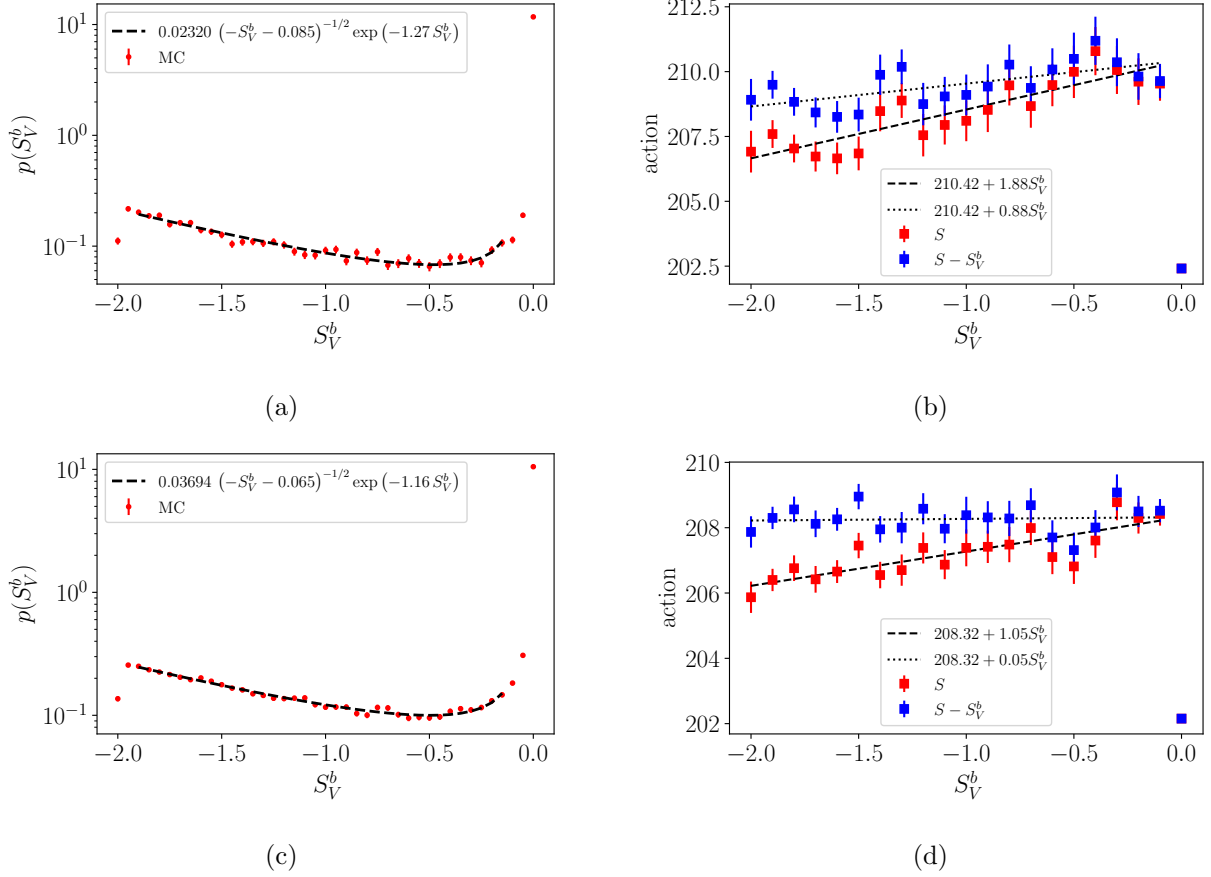 10^1
10^0
10^{-1}
p(S_V^b)
0.02320 (−S_V^b − 0.085)^{−1/2} exp (−1.27 S_V^b)
MC
−2.0 −1.5 −1.0 −0.5 0.0
S_V^b
(a)
212.5
210.0
207.5
205.0
202.5
action
210.42 + 1.88S_V^b
210.42 + 0.88S_V^b
S
S − S_V^b
−2.0 −1.5 −1.0 −0.5 0.0
S_V^b
(b)
10^1
10^0
10^{-1}
p(S_V^b)
0.03694 (−S_V^b − 0.065)^{−1/2} exp (−1.16 S_V^b)
MC
−2.0 −1.5 −1.0 −0.5 0.0
S_V^b
(c)
210
208
206
204
202
action
208.32 + 1.05S_V^b
208.32 + 0.05S_V^b
S
S − S_V^b
−2.0 −1.5 −1.0 −0.5 0.0
S_V^b
(d)